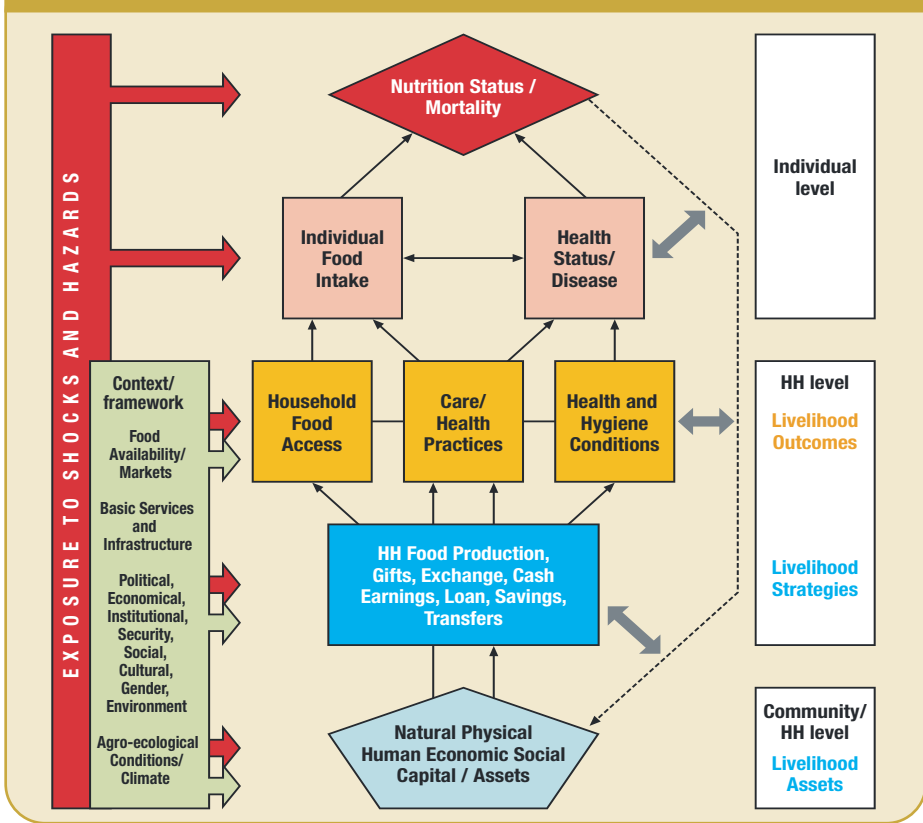 EXPOSURE TO SHOCKS AND HAZARDS
Nutrition Status /
Mortality
Individual
level
Individual
Food
Intake
Health
Status/
Disease
Context/
framework
Food
Availability/
Markets
Basic Services
and
Infrastructure
Political,
Economical,
Institutional,
Security,
Social,
Cultural,
Gender,
Environment
Agro-ecological
Conditions/
Climate
Household
Food
Access
Care/
Health
Practices
Health and
Hygiene
Conditions
HH level
Livelihood
Outcomes
HH Food Production,
Gifts, Exchange, Cash
Earnings, Loan, Savings,
Transfers
Livelihood
Strategies
Natural Physical
Human Economic Social
Capital / Assets
Community/
HH level
Livelihood
Assets